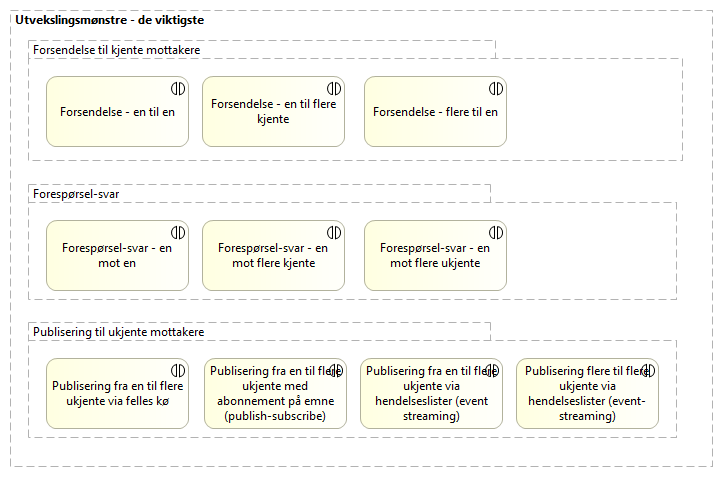 Utvekslingsmønstre - de viktigste
Forsendelse til kjente mottakere
Forsendelse - en til en
Forsendelse - en til flere
kjente
Forsendelse - flere til en
Forespørsel-svar
Forespørsel-svar - en
mot en
Forespørsel-svar - en
mot flere kjente
Forespørsel-svar - en
mot flere ukjente
Publisering til ukjente mottakere
Publisering fra en til flere
ukjente via felles kø
Publisering fra en til flere
ukjente med
abonnement på emne
(publish-subscribe)
Publisering fra en til flere
ukjente via
hendelseslister (event
streaming)
Publisering flere til flere
ukjente via
hendelseslister (event-
streaming)